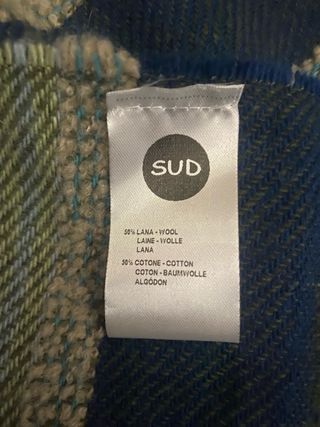 SUD
50% LANA - WOOL
LAINE - WOLLE
LANA
50% COTONE - COTTON
COTON - BAUMWOLLE
ALGODON